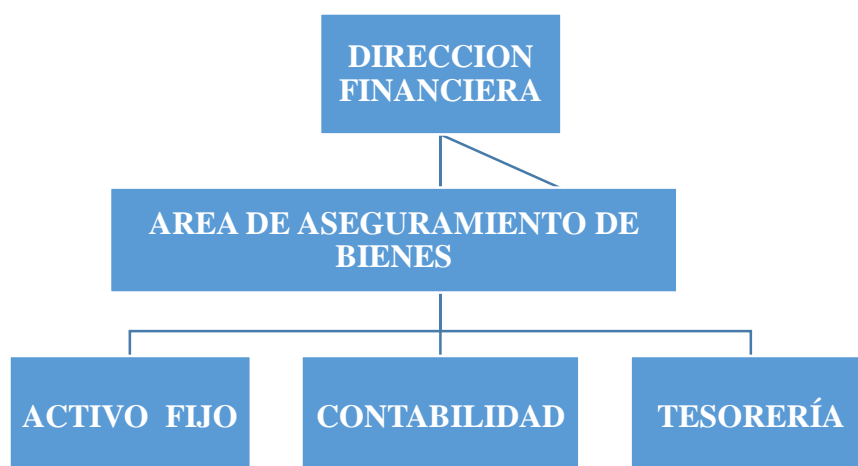 DIRECCION
FINANCIERA
AREA DE ASEGURAMIENTO DE
BIENES
ACTIVO FIJO
CONTABILIDAD
TESORERÍA